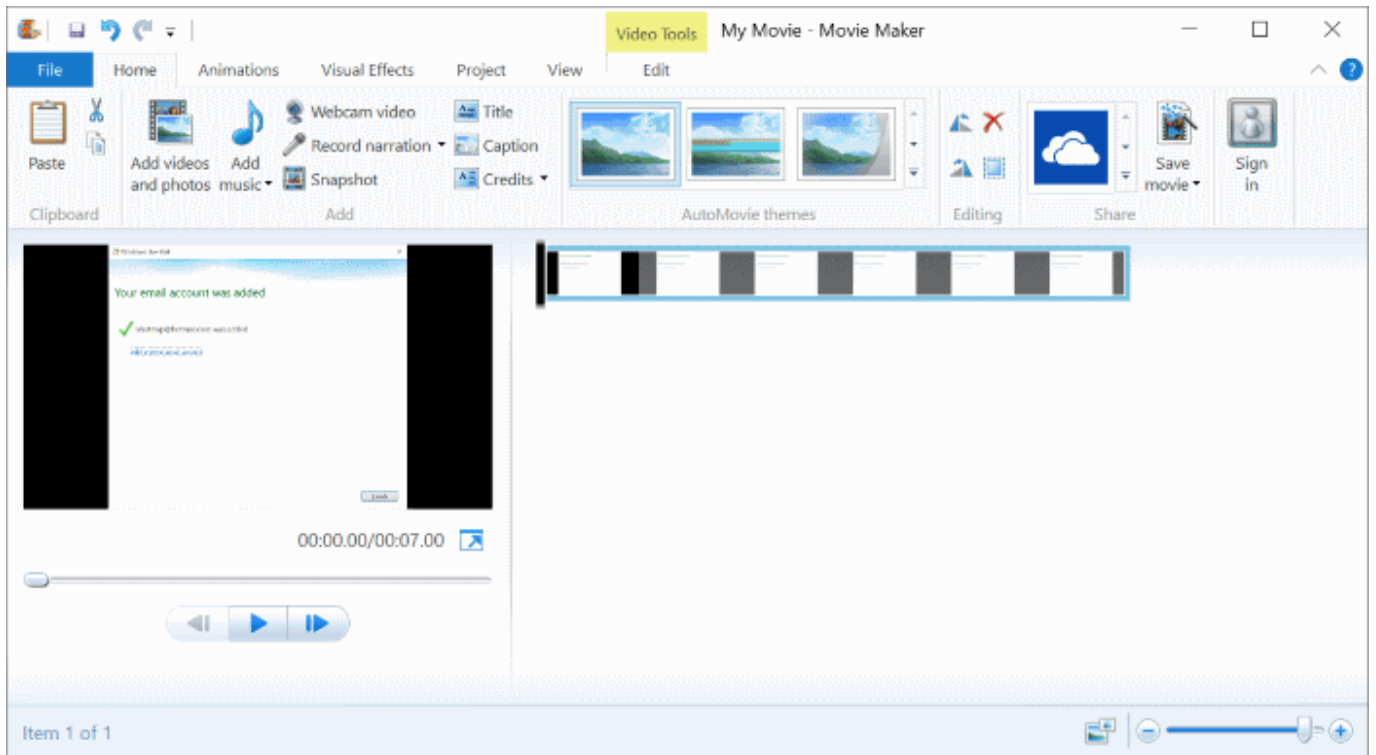 Video Tools
My Movie - Movie Maker
File
Home
Animations
Visual Effects
Project
View
Edit
Paste
Clipboard
Add videos
and photos
Add
music
Webcam video
Record narration
Snapshot
Title
Caption
Credits
Add
AutoMovie themes
Editing
Share
Save
movie
Sign
in
Your email account was added
was added
00:00.00/00:07.00
Item 1 of 1